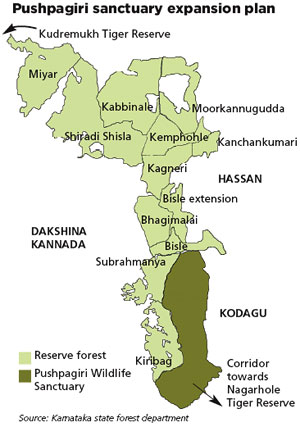 Pushpagiri sanctuary expansion plan
Kudremukh Tiger Reserve
Miyar
Kabbinale
Moorkannugudda
Shiradi Shisla
Kemphohle
Kanchankumari
Kagneri
HASSAN
Bisle extension
Bhagimalai
DAKSHINA
KANNADA
Bisle
Subrahmanya
KODAGU
Reserve forest
Kiribag
Pushpagiri Wildlife
Sanctuary
Corridor
towards
Nagarhole
Tiger Reserve
Source: Karnataka state forest department